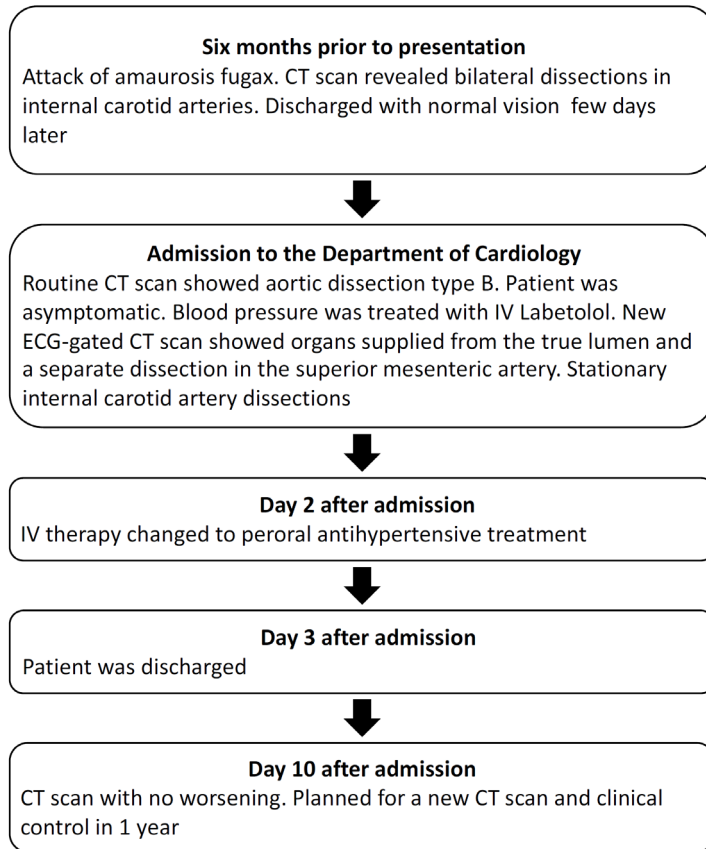 Six months prior to presentation
Attack of amaurosis fugax. CT scan revealed bilateral dissections in
internal carotid arteries. Discharged with normal vision  few days
later
Admission to the Department of Cardiology
Routine CT scan showed aortic dissection type B. Patient was
asymptomatic. Blood pressure was treated with IV Labetolol. New
ECG-gated CT scan showed organs supplied from the true lumen and
a separate dissection in the superior mesenteric artery. Stationary
internal carotid artery dissections
Day 2 after admission
IV therapy changed to peroral antihypertensive treatment
Day 3 after admission
Patient was discharged
Day 10 after admission
CT scan with no worsening. Planned for a new CT scan and clinical
control in 1 year